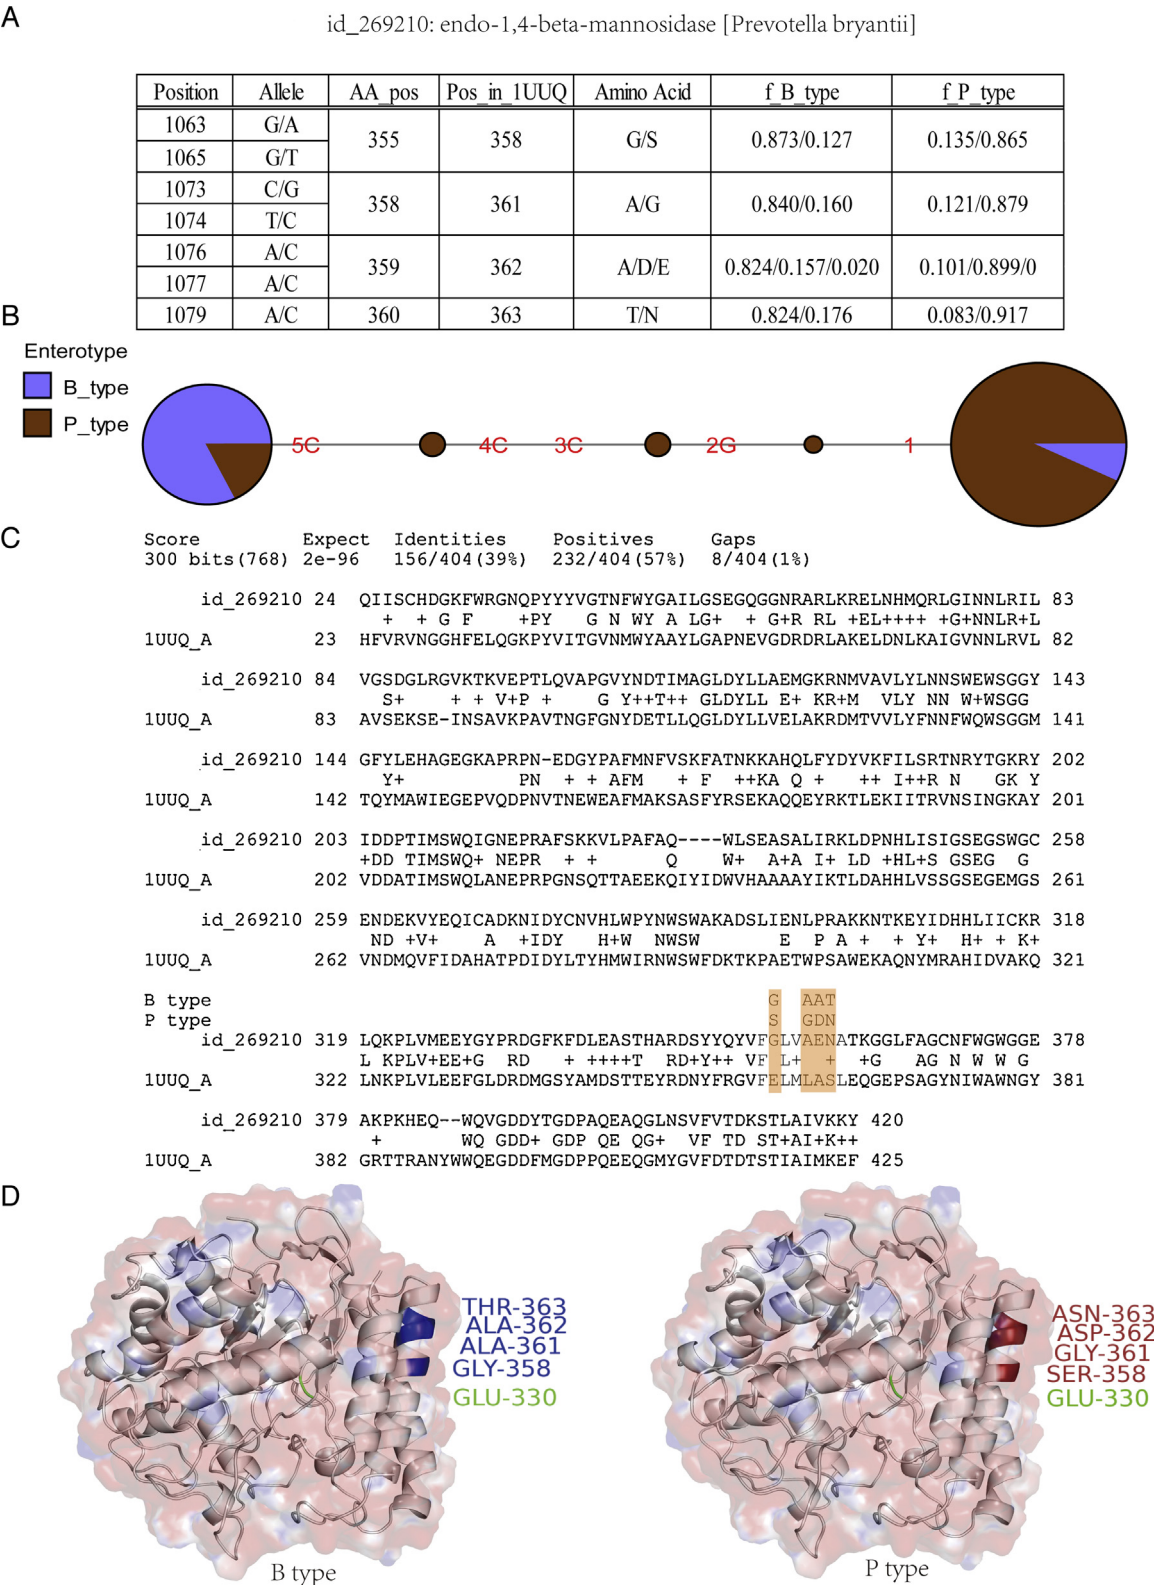 A
id_269210: endo-1,4-beta-mannosidase [Prevotella bryantii]
Position Allele AA_pos Pos_in_1UUQ Amino Acid f_B_type f_P_type
1063 G/A 355 358 G/S 0.873/0.127 0.135/0.865
1065 G/T
1073 C/G 358 361 A/G 0.840/0.160 0.121/0.879
1074 T/C
1076 A/C 359 362 A/D/E 0.824/0.157/0.020 0.101/0.899/0
1077 A/C
1079 A/C 360 363 T/N 0.824/0.176 0.083/0.917
B
Enterotype
B_type
P_type
5C 4C 3C 2G 1
C
Score Expect Identities Positives Gaps
300 bits(768) 2e-96 156/404(39%) 232/404(57%) 8/404(1%)
id_269210 24 QIISCHDGKFWRGNQPYYYVGTNFWYGAILGSEGQGGNRARLKRELNHMQRLGINNLRIL 83
+ + G F +PY G N WY A LG+ + G+R RL +EL++++ +G+NNLR+L
1UUQ_A 23 HFVRVNGGHFELQGKPYVITGVNMWYAAYLGAPNEVGDRDRLAKELDNLKAIGVNNLRVL 82
id_269210 84 VGSDGLRGVKTKVEPTLQVAPGVYNDTIMAGLDYLLAEMGKRNMVAVLYLNNSWEWSGGY 143
S+ + + V+P + G Y++T++ GLDYLL E+ KR+M VLY NN W+WSGG
1UUQ_A 83 AVSEKSE-INSAVKPAVTNGFGNYDETLLQGLDYLLVELAKRDMTVVLYFNNFWQWSGGM 141
id_269210 144 GFYLEHAGEGKAPRPN-EDGYPAFMNFVSKFATNKKAHQLFYDYVKFILSRTNRYTGKRY 202
Y+ PN + + AFM + F ++KA Q + ++ I++R N GK Y
1UUQ_A 142 TQYMAWIEGEPVQDPNVTNEWEAFMAKSASFYRSEKAQQEYRKTLEKIITRVNSINGKAY 201
id_269210 203 IDDPTIMSWQIGNEPRAFSKKVLPAFAQ----WLSEASALIRKLDPNHLISIGSEGSWGC 258
+DD TIMSWQ+ NEPR + + Q W+ A+A I+ LD +HL+S GSEG G
1UUQ_A 202 VDDATIMSWQLANEPRPGNSQTTAEEKQIYIDWVHAAAAYIKTLDAHHLVSSGSEGEMGS 261
id_269210 259 ENDEKVYEQICADKNIDYCNVHLWPYNWSWAKADSLIENLPRAKKNTKEYIDHHLIICKR 318
ND +V+ A +IDY H+W NWSW E P A + + Y+ H+ + K+
1UUQ_A 262 VNDMQVFIDAHATPDIDYLTYHMWIRNWSWFDKTKPAETWPSAWEKAQNYMRAHIDVAKQ 321
B type G AAT
P type S GDN
id_269210 319 LQKPLVMEEYGYPRDGFKFDLEASTHARDSYYQYVFGLVAENATKGGLFAGCNFWGWGGE 378
L KPLV+EE+G RD + ++++T RD+Y++ VF L+ + +G AG N W W G
1UUQ_A 322 LNKPLVLEEFGLDRDMGSYAMDSTTEYRDNYFRGVFELMLASLEQGEPSAGYNIWAWNGY 381
id_269210 379 AKPKHEQ--WQVGDDYTGDPAQEAQGLNSVFVTDKSTLAIVKKY 420
+ WQ GDD+ GDP QE QG+ VF TD ST+AI+K++
1UUQ_A 382 GRTTRANYWWQEGDDFMGDPPQEEQGMYGVFDTDTSTIAIMKEF 425
D
THR-363
ALA-362
ALA-361
GLY-358
GLU-330
ASN-363
ASP-362
GLY-361
SER-358
GLU-330
B type
P type